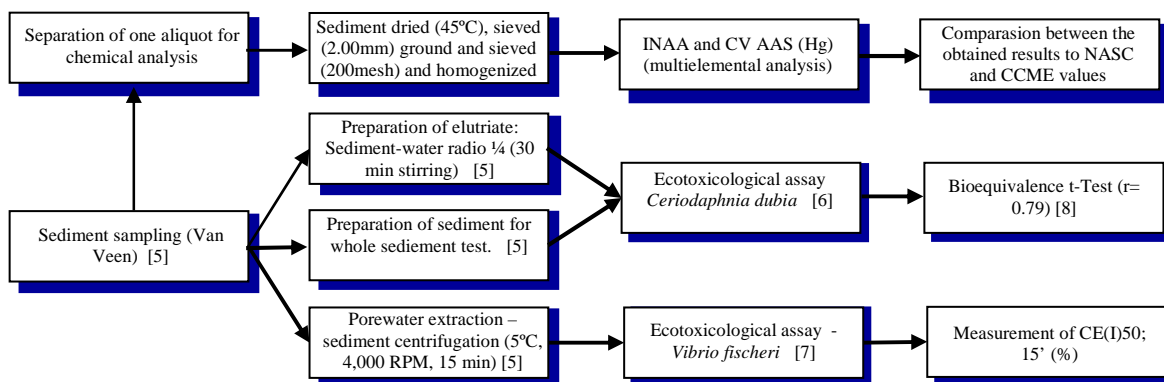 Separation of one aliquot for
chemical analysis
Sediment dried (45ºC), sieved
(2.00mm) ground and sieved
(200mesh) and homogenized
INAA and CV AAS (Hg)
(multielemental analysis)
Comparasion between the
obtained results to NASC
and CCME values
Preparation of elutriate:
Sediment-water radio ¼ (30
min stirring) [5]
Ecotoxicological assay
Ceriodaphnia dubia [6]
Bioequivalence t-Test (r=
0.79) [8]
Sediment sampling (Van
Veen) [5]
Preparation of sediment for
whole sediement test. [5]
Porewater extraction –
sediment centrifugation (5ºC,
4,000 RPM, 15 min) [5]
Ecotoxicological assay -
Vibrio fischeri [7]
Measurement of CE(I)50;
15’ (%)